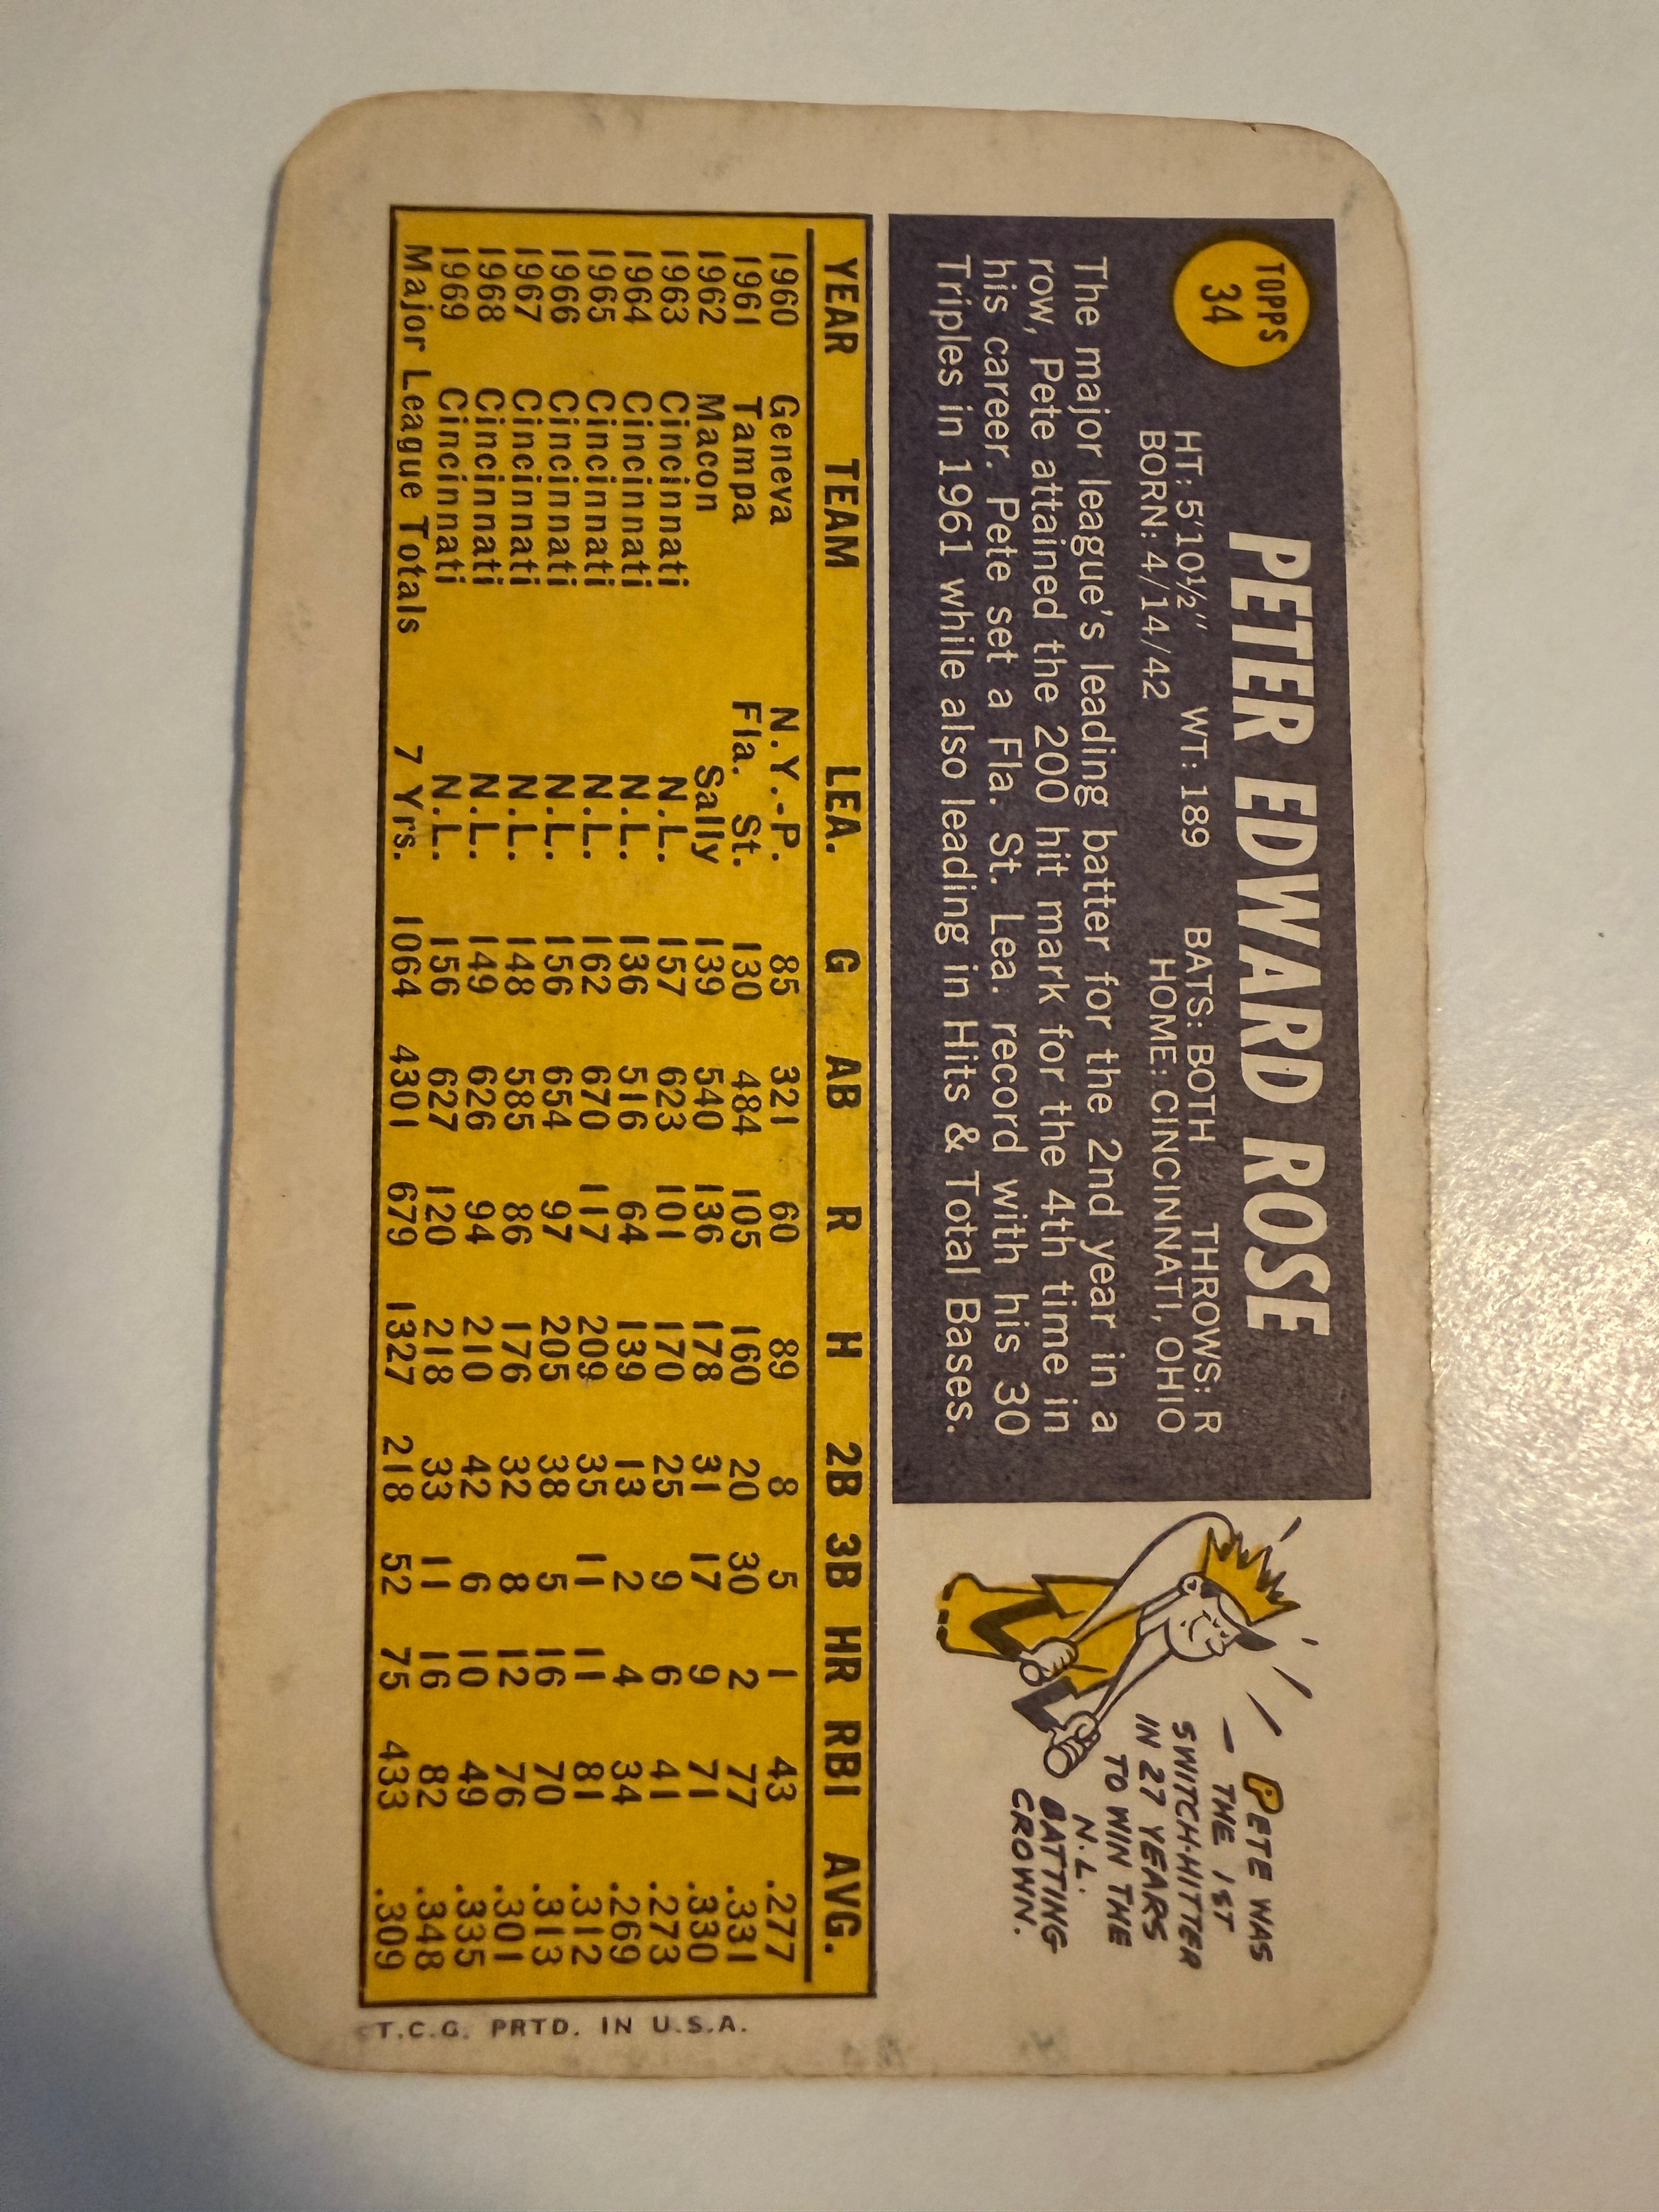 TOPPS
34
PETER EDWARD ROSE
HT: 5'10½" WT: 189 BATS: BOTH THROWS: R
BORN: 4/14/42 HOME: CINCINNATI, OHIO
The major league's leading batter for the 2nd year in a
row, Pete attained the 200 hit mark for the 4th time in
his career. Pete set a Fla. St. Lea. record with his 30
Triples in 1961 while also leading in Hits & Total Bases.
PETE WAS
— THE 1ST
SWITCH-HITTER
IN 27 YEARS
TO WIN THE
N.L.
BATTING
CROWN.
YEAR TEAM LEA. G AB R H 2B 3B HR RBI AVG.
1960 Geneva N.Y.-P. 85 321 60 89 8 5 1 43 .277
1961 Tampa Fla. St. 130 484 105 160 20 30 2 77 .331
1962 Macon Sally 139 540 136 178 31 17 9 71 .330
1963 Cincinnati N.L. 157 623 101 170 25 9 6 41 .273
1964 Cincinnati N.L. 136 516 64 139 13 2 4 34 .269
1965 Cincinnati N.L. 162 670 117 209 35 11 11 81 .312
1966 Cincinnati N.L. 156 654 97 205 38 5 16 70 .313
1967 Cincinnati N.L. 148 585 86 176 32 8 12 76 .301
1968 Cincinnati N.L. 149 626 94 210 42 6 10 49 .335
1969 Cincinnati N.L. 156 627 120 218 33 11 16 82 .348
Major League Totals 7 Yrs. 1064 4301 679 1327 218 52 75 433 .309
©T.C.G. PRTD. IN U.S.A.